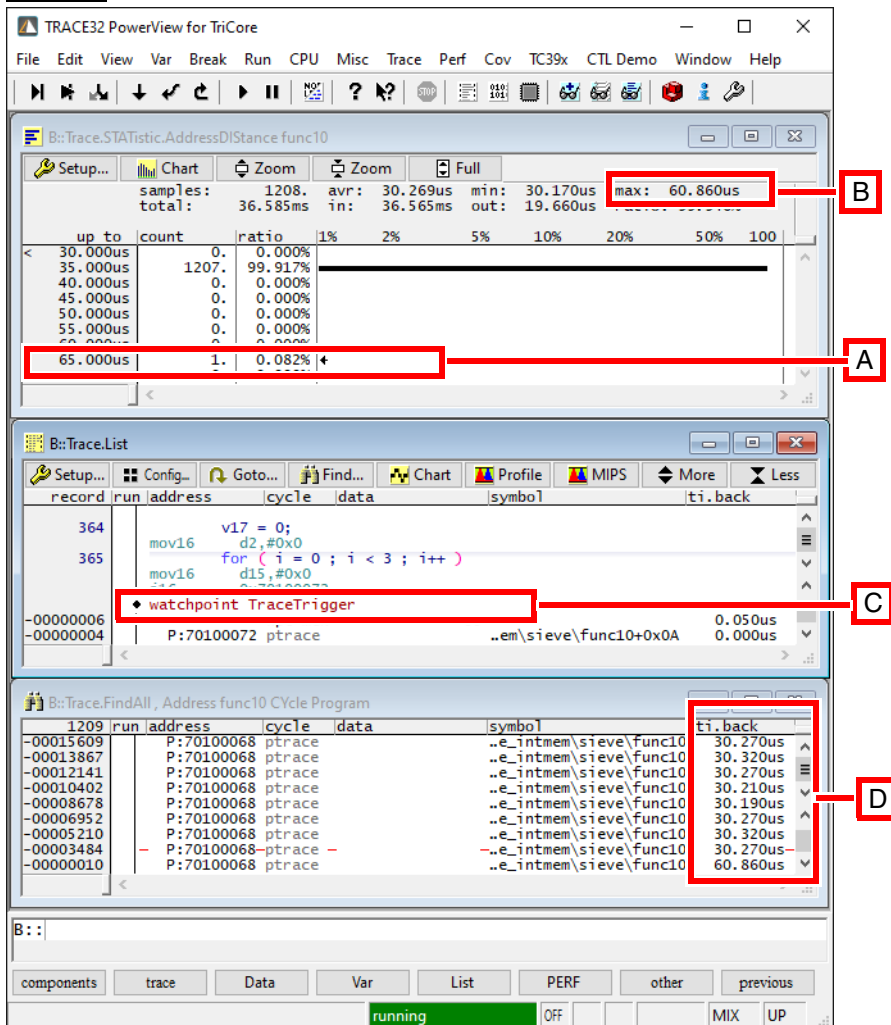 TRACE32 PowerView for TriCore
File Edit View Var Break Run CPU Misc Trace Perf Cov TC39x CTL Demo Window Help
B::Trace.STATistic.AddressDIStance func10
Setup... Chart Zoom Zoom Full
samples: 1208. avr: 30.269us min: 30.170us max: 60.860us
total: 36.585ms in: 36.565ms out: 19.660us
B
up to count ratio 1% 2% 5% 10% 20% 50% 100
< 30.000us 0. 0.000%
35.000us 1207. 99.917%
40.000us 0. 0.000%
45.000us 0. 0.000%
50.000us 0. 0.000%
55.000us 0. 0.000%
65.000us 1. 0.082%
A
B::Trace.List
Setup... Config... Goto... Find... Chart Profile MIPS More Less
record run address cycle data symbol ti.back
364 v17 = 0;
mov16 d2,#0x0
365 for ( i = 0 ; i < 3 ; i++ )
mov16 d15,#0x0
watchpoint TraceTrigger
C
-00000006 0.050us
-00000004 P:70100072 ptrace ..em\sieve\func10+0x0A 0.000us
B::Trace.FindAll , Address func10 CYcle Program
1209 run address cycle data symbol ti.back
-00015609 P:70100068 ptrace ..e_intmem\sieve\func10 30.270us
-00013867 P:70100068 ptrace ..e_intmem\sieve\func10 30.320us
-00012141 P:70100068 ptrace ..e_intmem\sieve\func10 30.270us
-00010402 P:70100068 ptrace ..e_intmem\sieve\func10 30.210us
-00008678 P:70100068 ptrace ..e_intmem\sieve\func10 30.190us
-00006952 P:70100068 ptrace ..e_intmem\sieve\func10 30.270us
-00005210 P:70100068 ptrace ..e_intmem\sieve\func10 30.320us
-00003484 P:70100068 ptrace ..e_intmem\sieve\func10 30.270us
-00000010 P:70100068 ptrace ..e_intmem\sieve\func10 60.860us
D
B::
components trace Data Var List PERF other previous
running OFF MIX UP